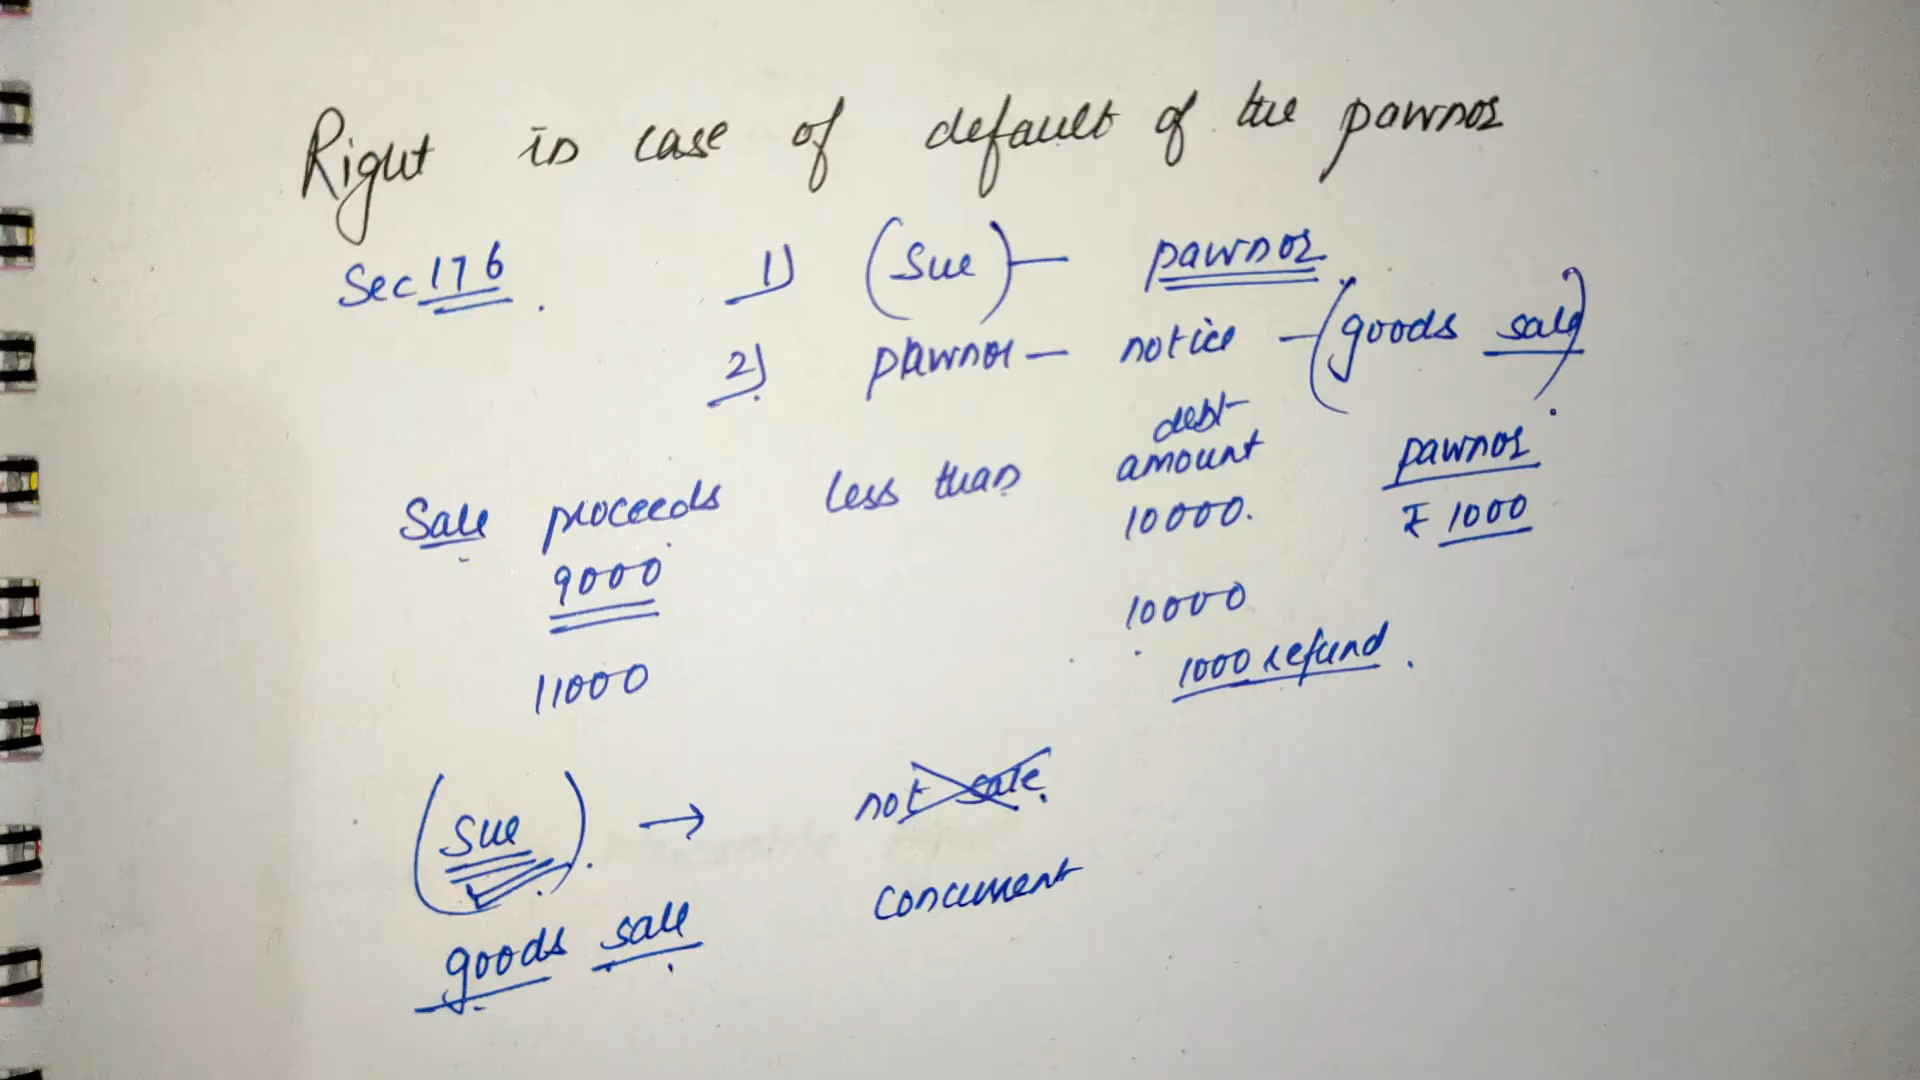 Right in case of default of the pawnor
Sec 176. 1) (Sue) — pawnor.
2) pawnor — notice — (goods sale)
Sale proceeds less than debt amount pawnor
9000 10000. ₹ 1000
11000 10000
1000 refund.
(sue) → not sale.
goods sale concurrent